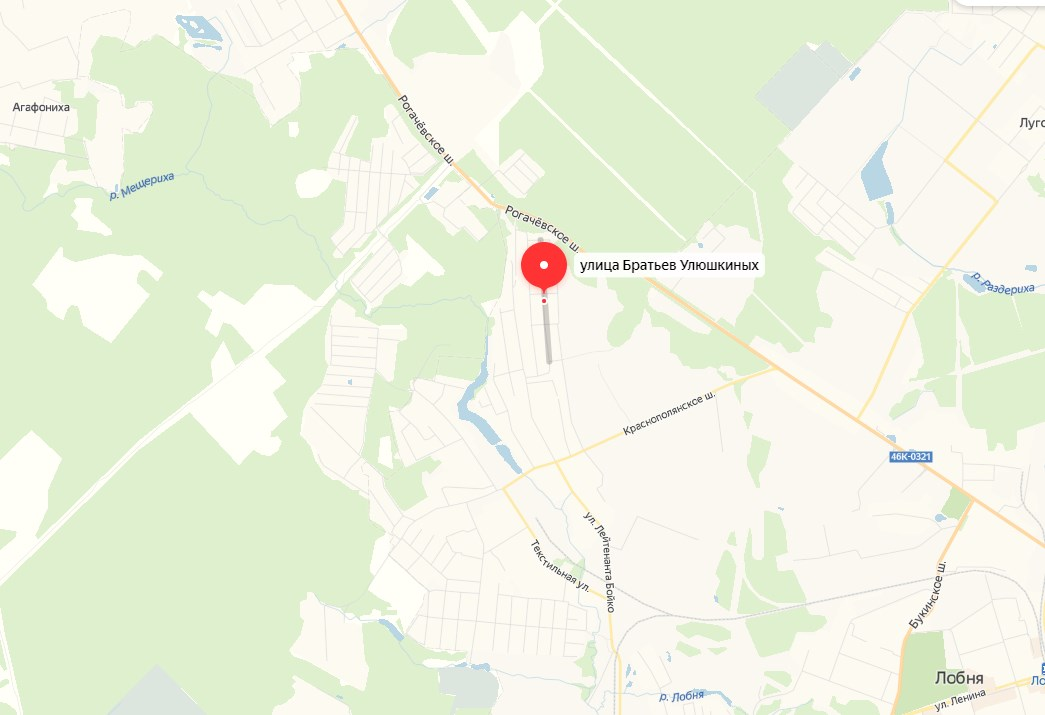 Агафониха
Рогачёвское ш.
Луго
р. Мещериха
Рогачёвское ш.
улица Братьев Улюшкиных
р. Раздериха
Краснополянское ш.
46К-0321
ул. Лейтенанта Бойко
Текстильная ул.
Букинское ш.
Лобня
Ло
р. Лобня
ул. Ленина